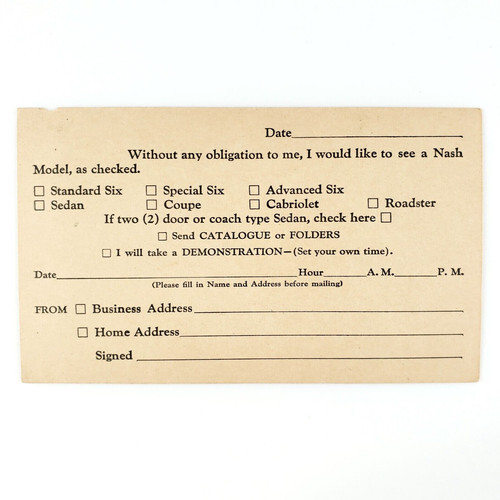 Date
Without any obligation to me, I would like to see a Nash
Model, as checked.
☐ Standard Six ☐ Special Six ☐ Advanced Six
☐ Sedan ☐ Coupe ☐ Cabriolet ☐ Roadster
If two (2) door or coach type Sedan, check here ☐
☐ Send CATALOGUE or FOLDERS
☐ I will take a DEMONSTRATION—(Set your own time).
Date Hour A. M. P. M.
(Please fill in Name and Address before mailing)
FROM ☐ Business Address
☐ Home Address
Signed